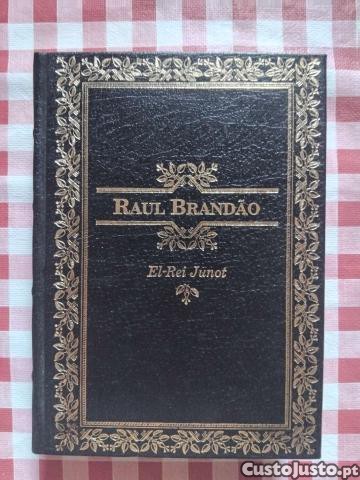 RAUL BRANDÃO
El-Rei Junot
CustoJusto.pt